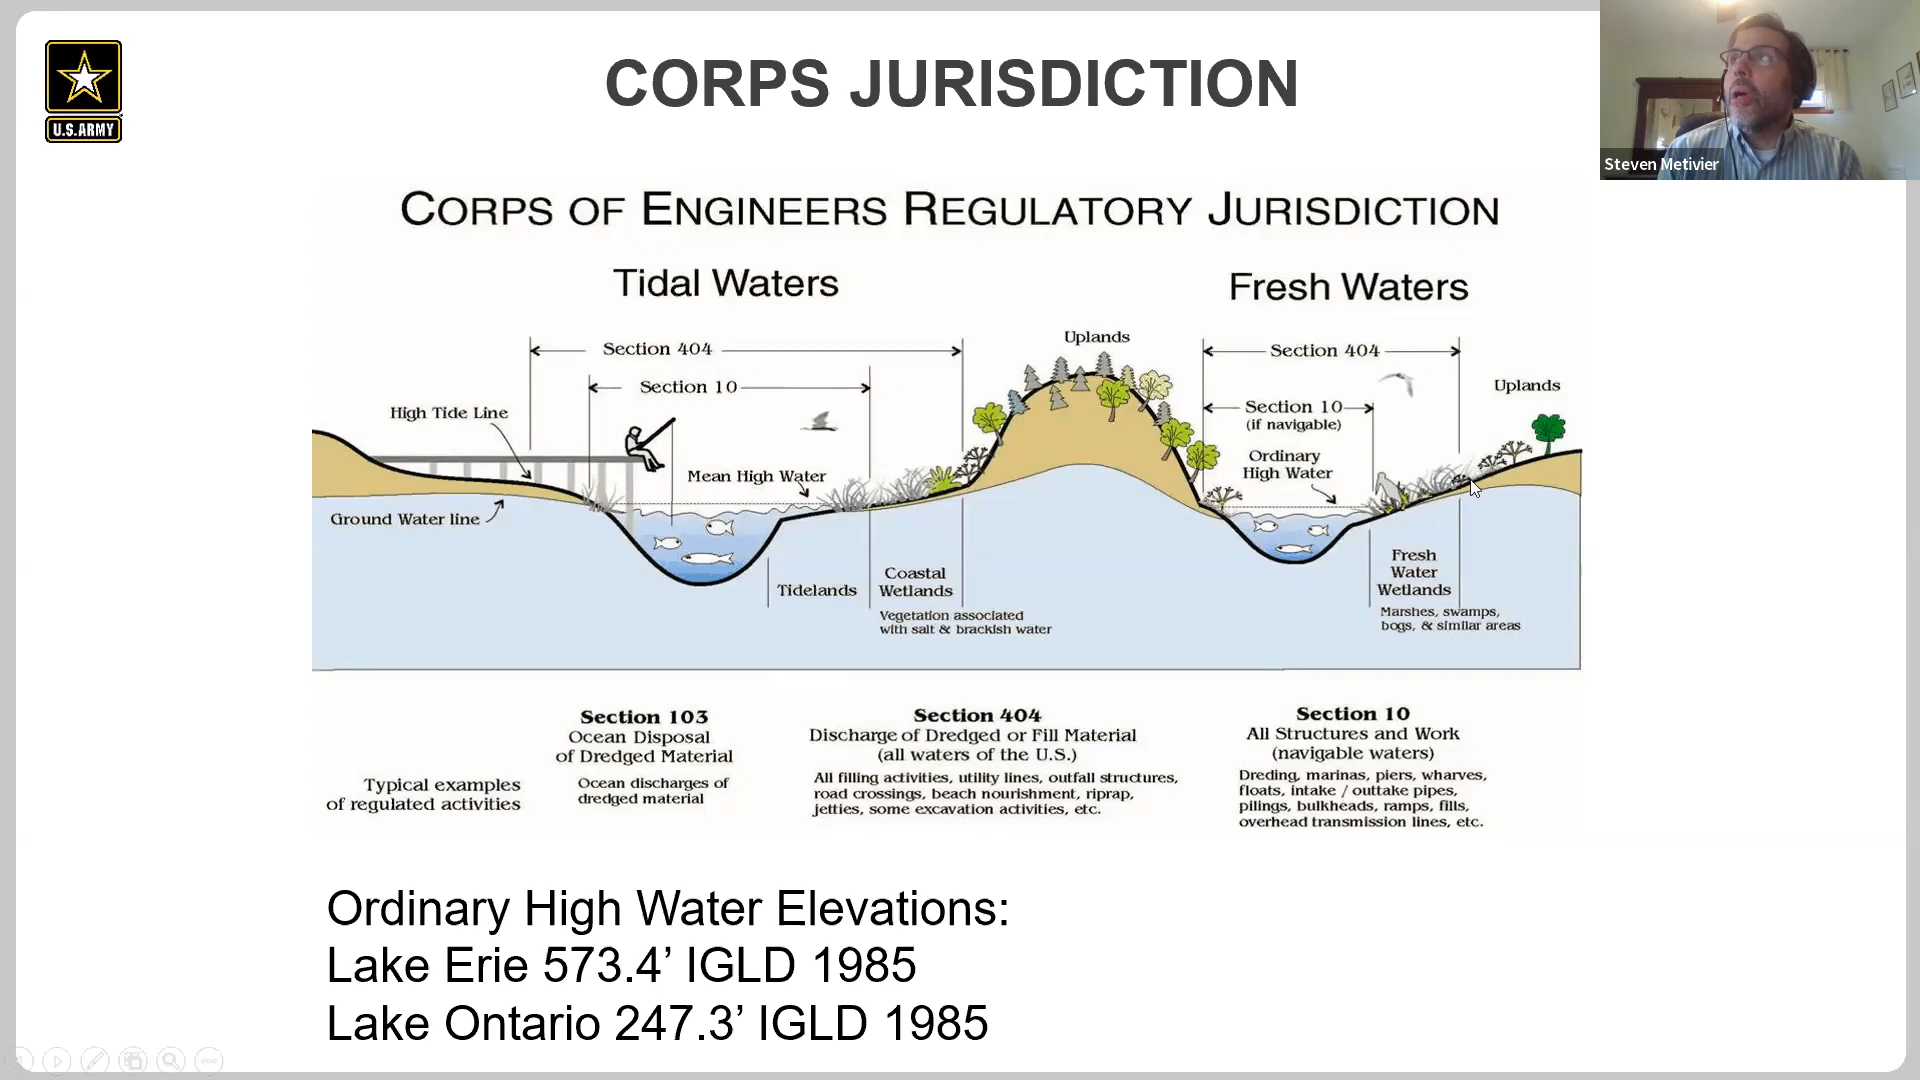 CORPS JURISDICTION
U.S.ARMY
Steven Metivier
CORPS OF ENGINEERS REGULATORY JURISDICTION
Tidal Waters
Fresh Waters
Uplands
Section 404
Section 404
Section 10
Uplands
High Tide Line
Section 10
(if navigable)
Mean High Water
Ordinary
High Water
Ground Water line
Tidelands
Coastal
Wetlands
Vegetation associated
with salt & brackish water
Fresh
Water
Wetlands
Marshes, swamps,
bogs, & similar areas
Typical examples
of regulated activities
Section 103
Ocean Disposal
of Dredged Material
Ocean discharges of
dredged material
Section 404
Discharge of Dredged or Fill Material
(all waters of the U.S.)
All filling activities, utility lines, outfall structures,
road crossings, beach nourishment, riprap,
jetties, some excavation activities, etc.
Section 10
All Structures and Work
(navigable waters)
Dreding, marinas, piers, wharves,
floats, intake / outtake pipes,
pilings, bulkheads, ramps, fills,
overhead transmission lines, etc.
Ordinary High Water Elevations:
Lake Erie 573.4’ IGLD 1985
Lake Ontario 247.3’ IGLD 1985